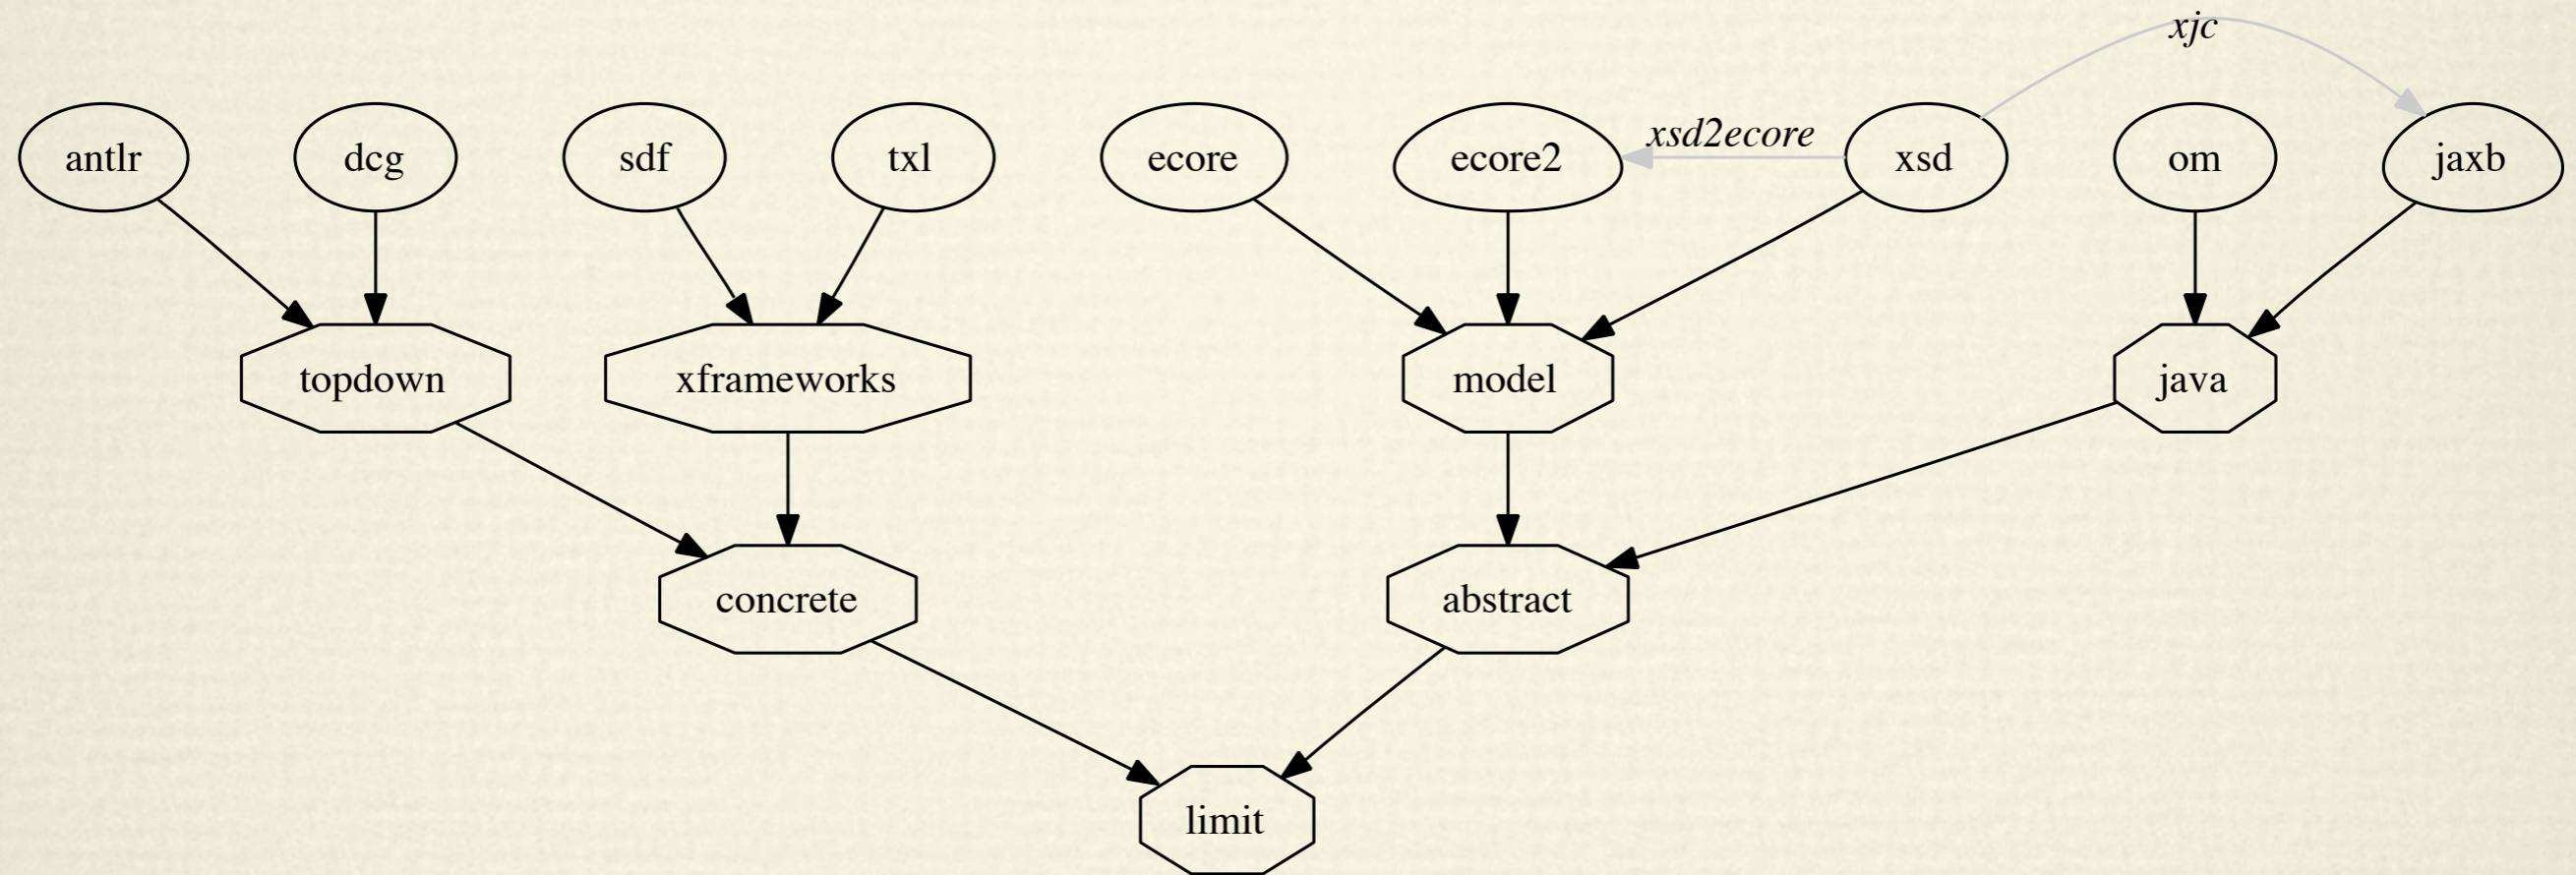 xjc
antlr
dcg
sdf
txl
ecore
ecore2
xsd2ecore
xsd
om
jaxb
topdown
xframeworks
model
java
concrete
abstract
limit